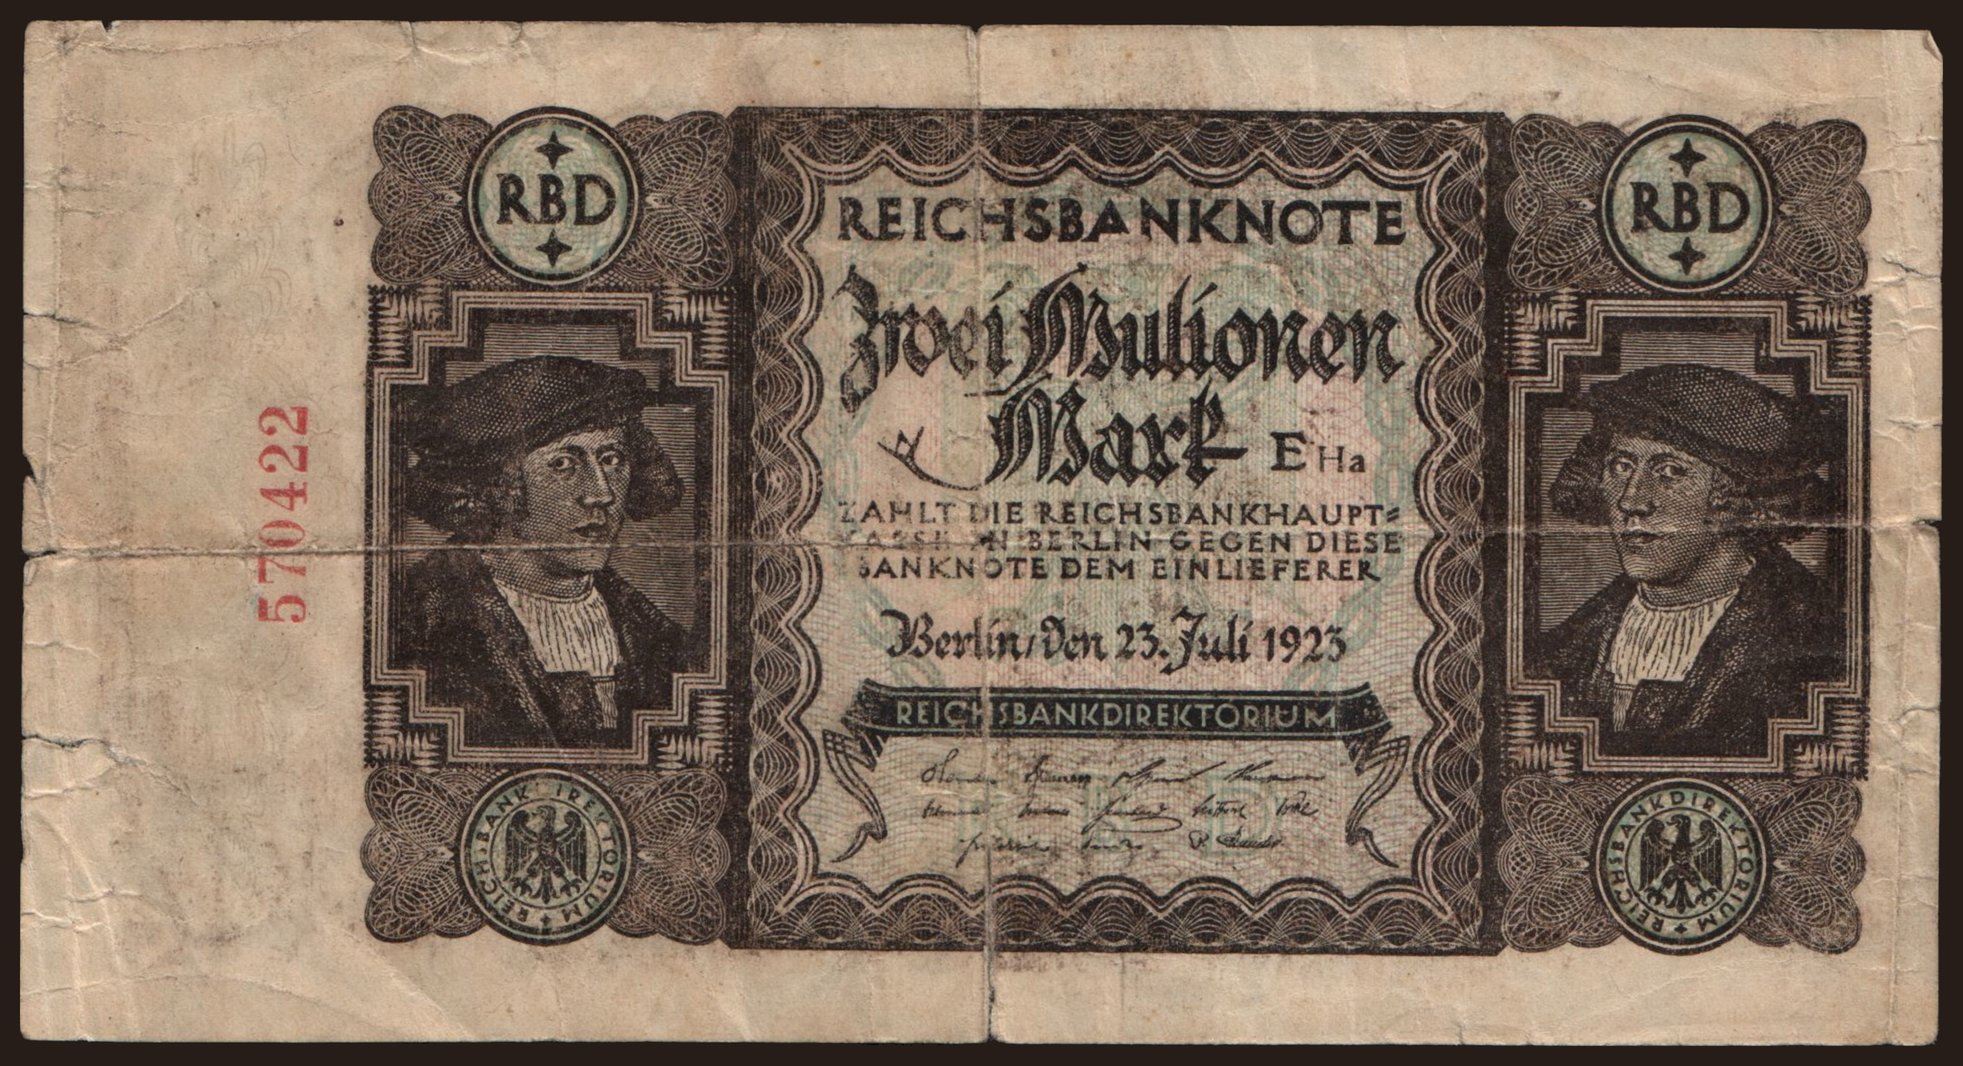 RBD
RBD
REICHSBANKNOTE
Zwei Millionen
Mark E Ha
ZAHLT DIE REICHSBANKHAUPT=
KASSE IN BERLIN GEGEN DIESE
BANKNOTE DEM EINLIEFERER
Berlin, den 23. Juli 1923
REICHSBANKDIREKTORIUM
570422
REICHSBANKDIREKTORIUM
REICHSBANKDIREKTORIUM